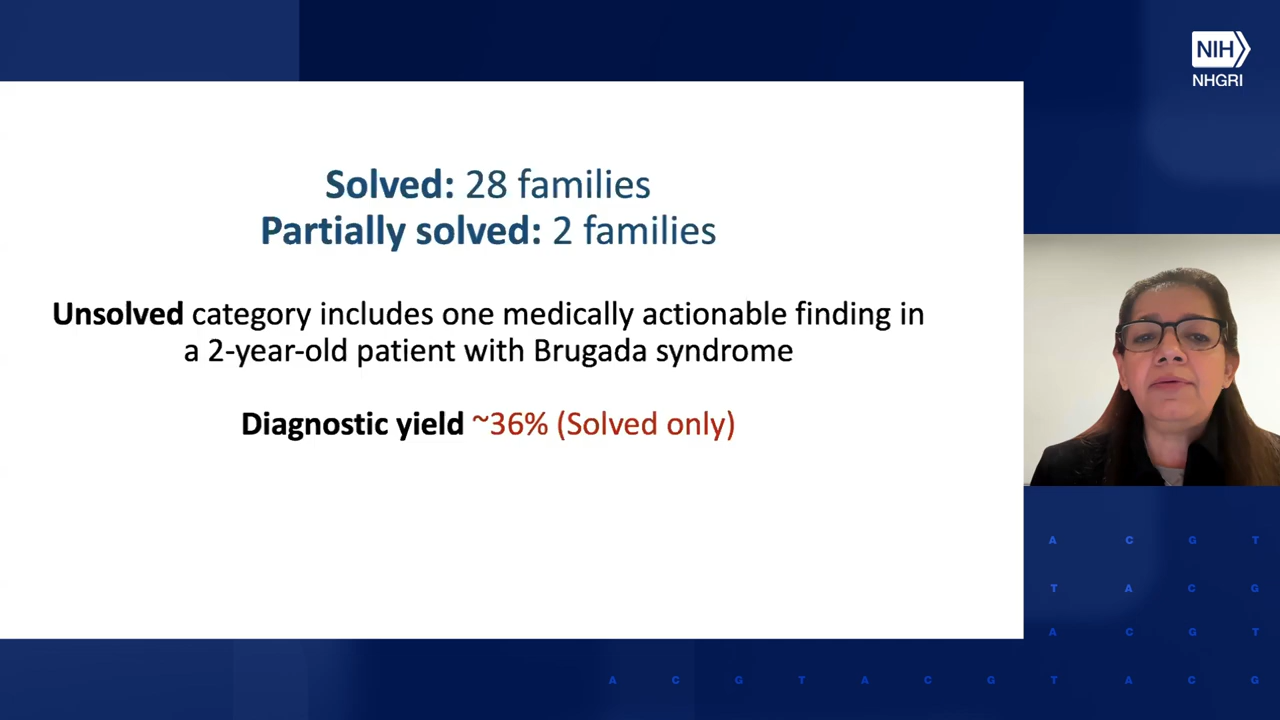 NIH
NHGRI
Solved: 28 families
Partially solved: 2 families
Unsolved category includes one medically actionable finding in
a 2-year-old patient with Brugada syndrome
Diagnostic yield ~36% (Solved only)
A C G T
T A C G
A C G T
A C G T A C G T A C G